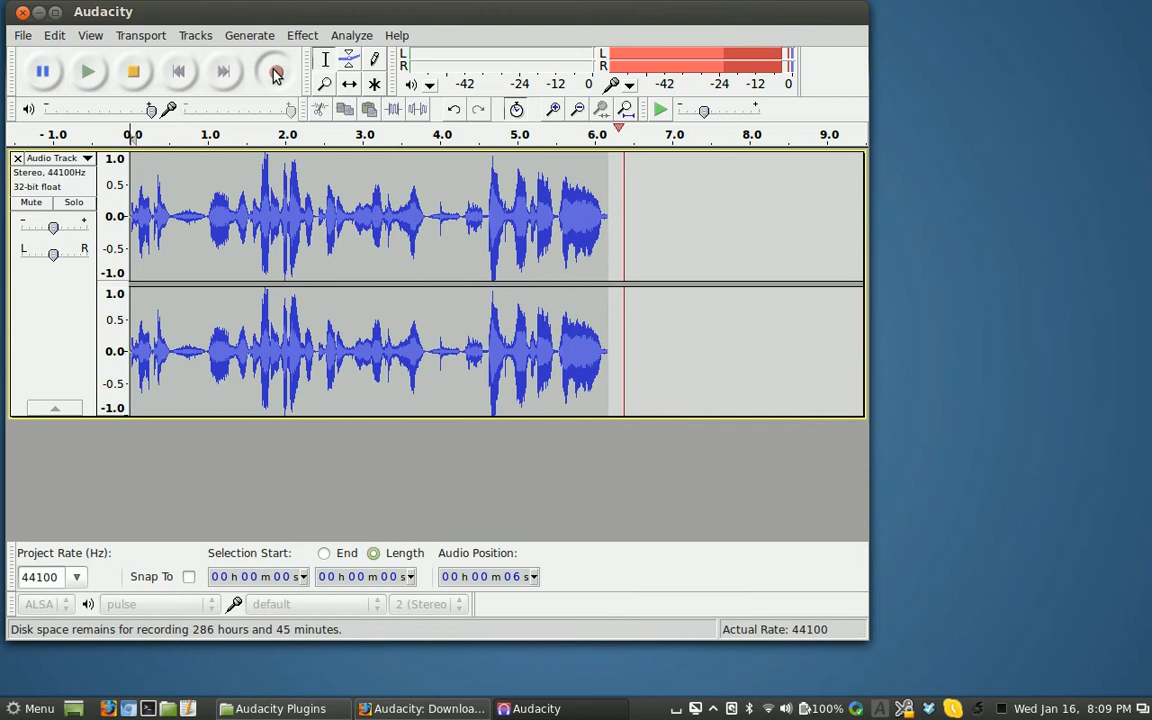 Audacity
File Edit View Transport Tracks Generate Effect Analyze Help
L
R
-42 -24 -12 0
L
R
-42 -24 -12 0
- +
- 1.0 0.0 1.0 2.0 3.0 4.0 5.0 6.0 7.0 8.0 9.0
Audio Track
Stereo, 44100Hz
32-bit float
Mute Solo
- +
L R
1.0
0.5
0.0
-0.5
-1.0
1.0
0.5
0.0
-0.5
-1.0
Project Rate (Hz): Selection Start: End Length Audio Position:
44100 Snap To 00 h 00 m 00 s 00 h 00 m 00 s 00 h 00 m 06 s
ALSA pulse default 2 (Stereo
Disk space remains for recording 286 hours and 45 minutes. Actual Rate: 44100
Menu Audacity Plugins Audacity: Downloa... Audacity 100% Wed Jan 16, 8:09 PM